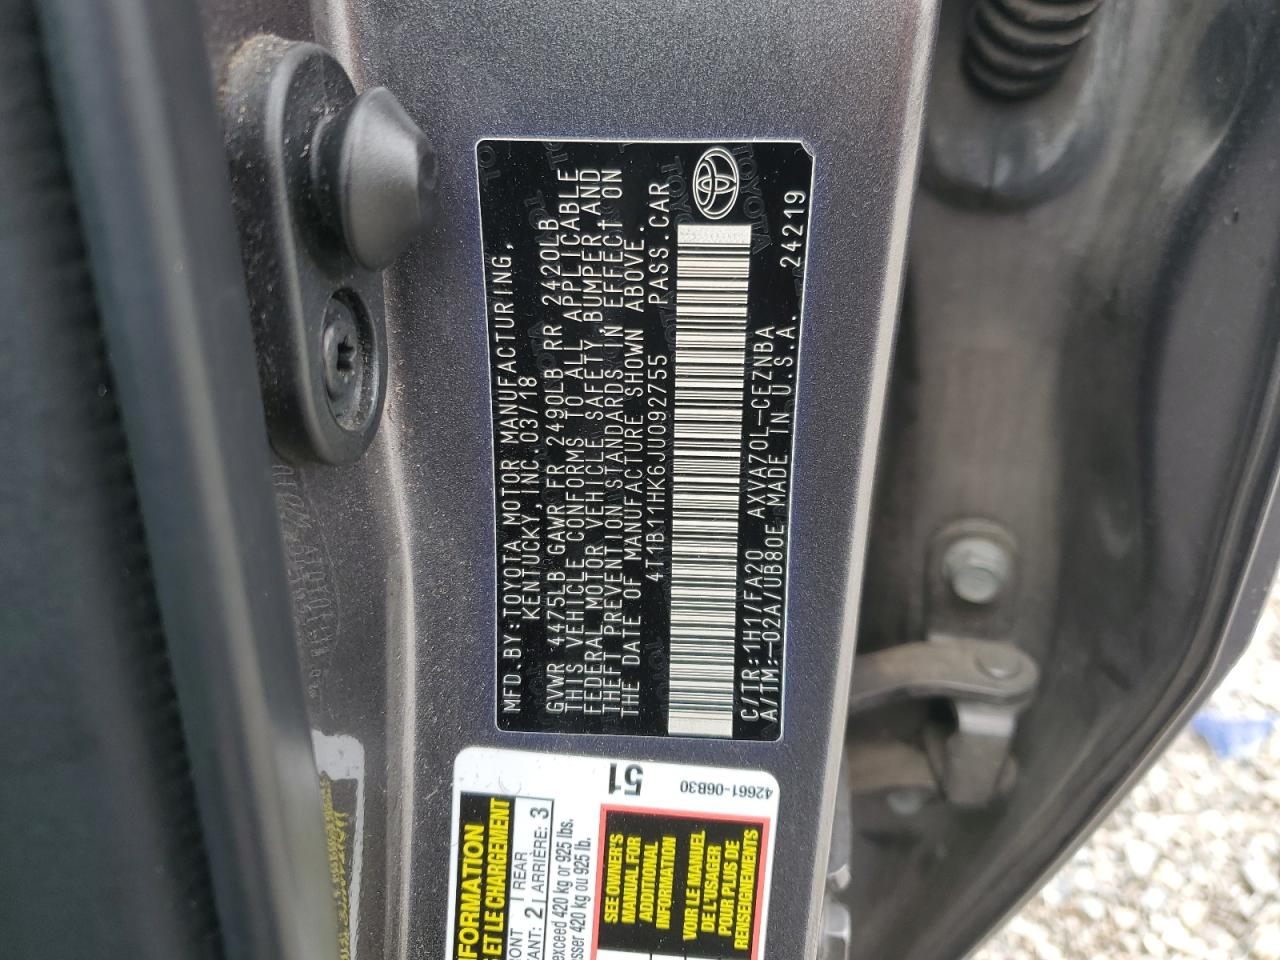 MFD.BY:TOYOTA MOTOR MANUFACTURING,
KENTUCKY, INC. 03/18
GVWR 4475LB GAWR FR 2490LB RR 2420LB
THIS VEHICLE CONFORMS TO ALL APPLICABLE
FEDERAL MOTOR VEHICLE SAFETY, BUMPER, AND
THEFT PREVENTION STANDARDS IN EFFECT ON
THE DATE OF MANUFACTURE SHOWN ABOVE.
4T1B11HK6JU092755 PASS.CAR
TOYOTA
C/TR:1H1/FA20 AXVA70L-CEZNBA 24219
A/TM:-02A/UB80E MADE IN U.S.A.
51
42661-06B30
ET LE CHARGEMENT
2 REAR
ARRIÈRE: 3
exceed 420 kg or 925 lbs.
420 kg ou 925 lb.
SEE OWNER'S
MANUAL FOR
ADDITIONAL
INFORMATION
VOIR LE MANUEL
DE L'USAGER
POUR PLUS DE
RENSEIGNEMENTS